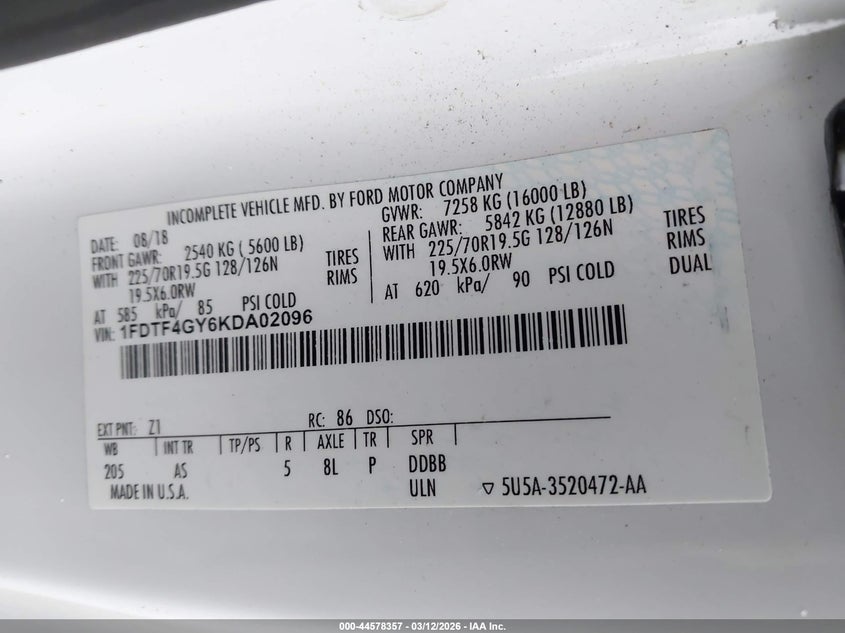 INCOMPLETE VEHICLE MFD. BY FORD MOTOR COMPANY
DATE: 08/18
GVWR: 7258 KG (16000 LB)
FRONT GAWR: 2540 KG ( 5600 LB)
REAR GAWR: 5842 KG (12880 LB)
WITH 225/70R19.5G 128/126N TIRES
WITH 225/70R19.5G 128/126N TIRES
19.5X6.0RW RIMS
19.5X6.0RW RIMS
AT 585 kPa/ 85 PSI COLD
AT 620 kPa/ 90 PSI COLD DUAL
VIN: 1FDTF4GY6KDA02096
EXT PNT: Z1 RC: 86 DSO:
WB INT TR TP/PS R AXLE TR SPR
205 AS 5 8L P DDBB
MADE IN U.S.A. ULN ▽ 5U5A-3520472-AA
000-44578357 - 03/12/2026 - IAA Inc.